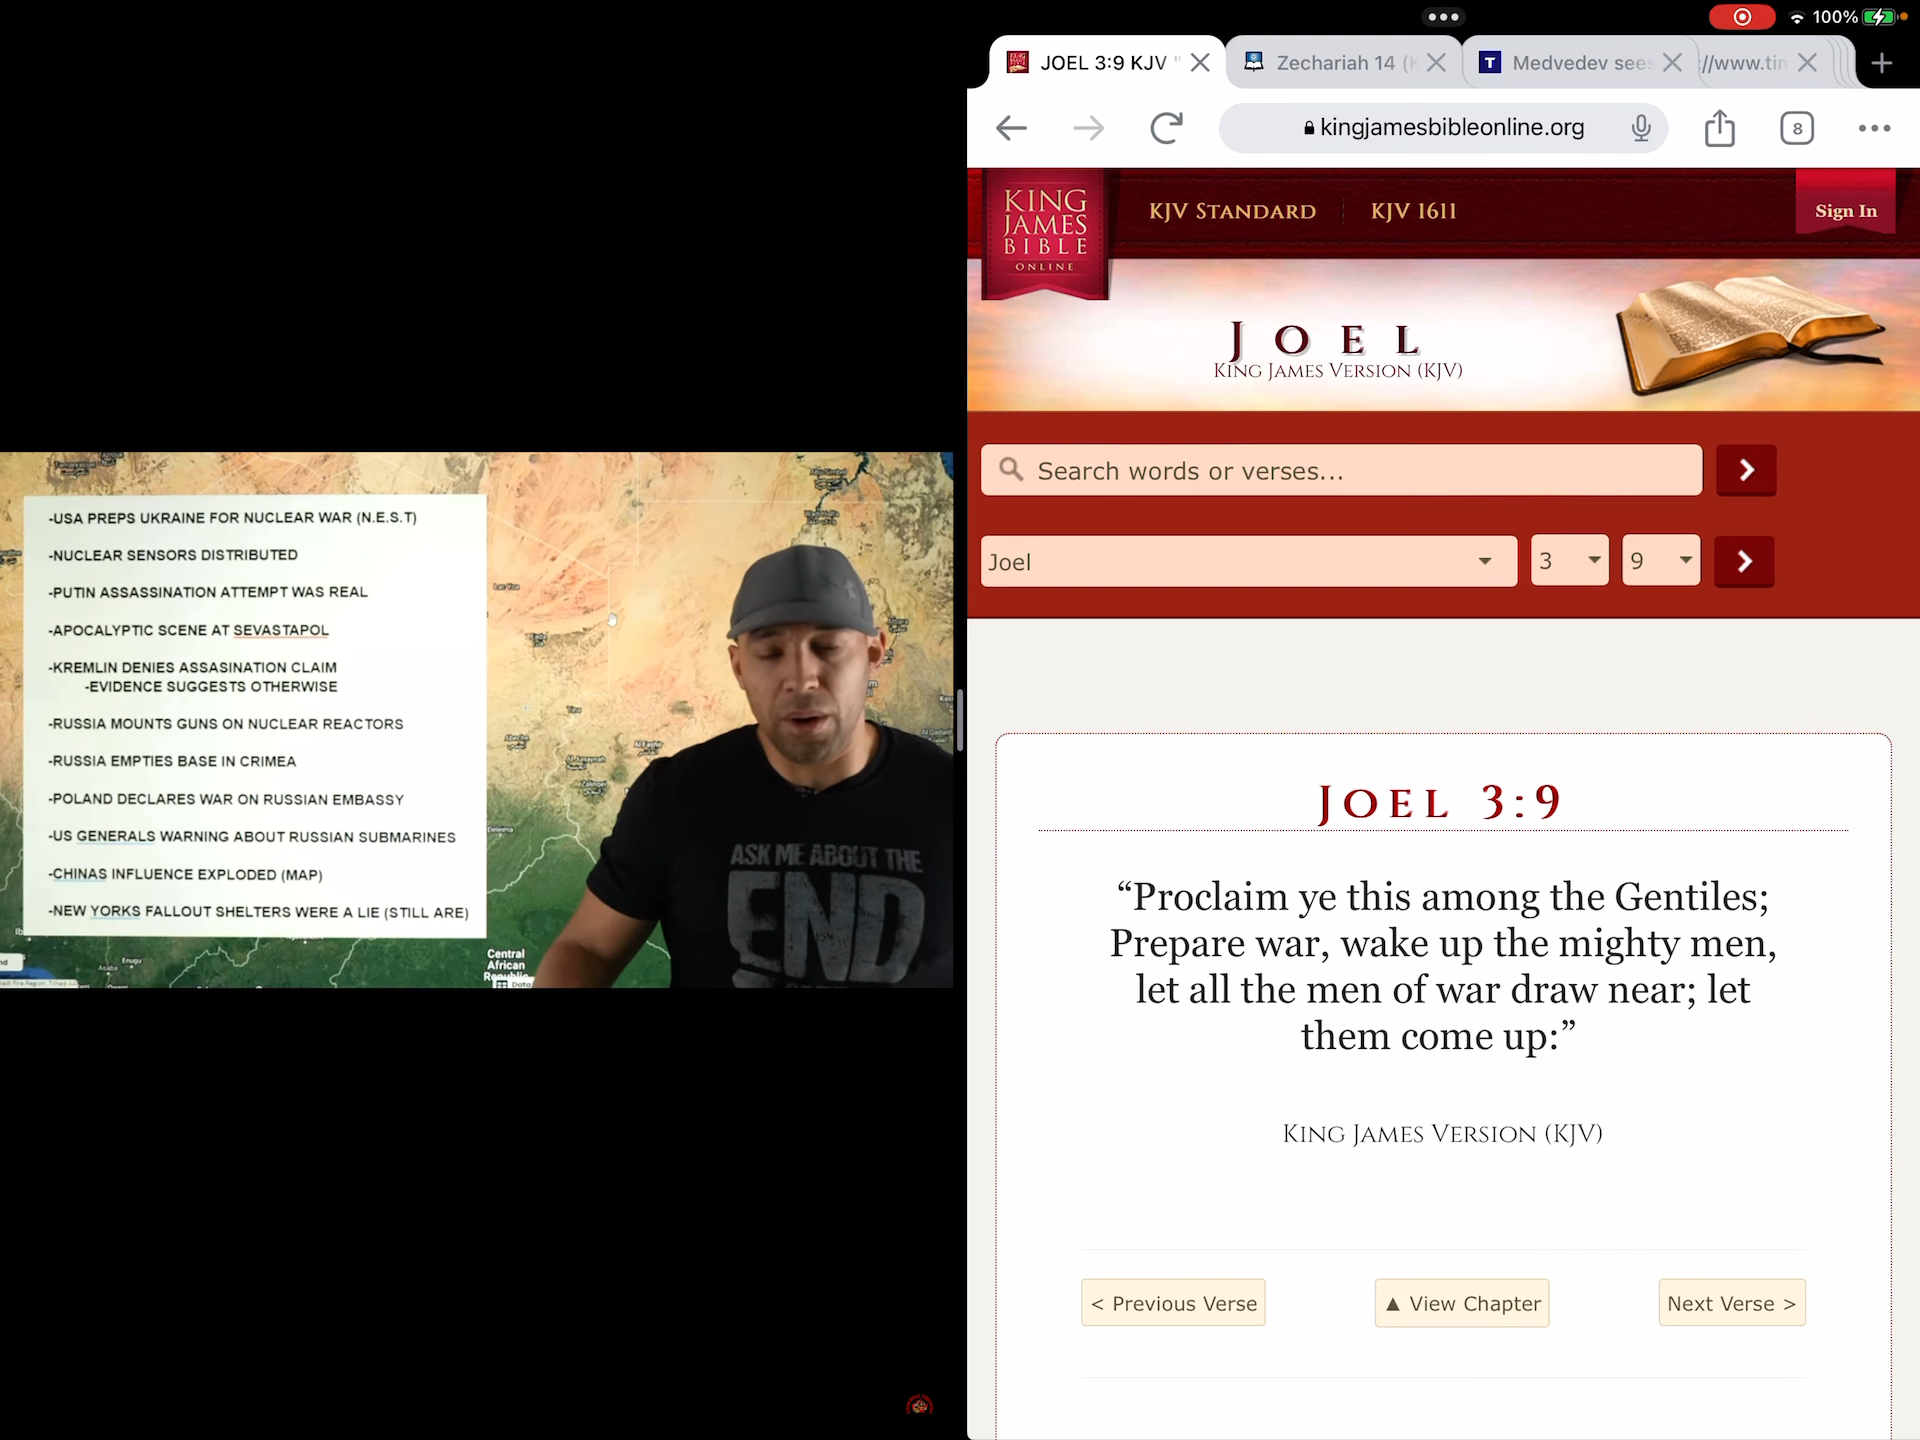 100%
JOEL 3:9 KJV "
Zechariah 14 (K
Medvedev sees
://www.tim
kingjamesbibleonline.org
8
KING
JAMES
BIBLE
ONLINE
KJV STANDARD
KJV 1611
Sign In
JOEL
KING JAMES VERSION (KJV)
Search words or verses...
Joel
3
9
JOEL 3:9
“Proclaim ye this among the Gentiles;
Prepare war, wake up the mighty men,
let all the men of war draw near; let
them come up:”
KING JAMES VERSION (KJV)
< Previous Verse
▲ View Chapter
Next Verse >
-USA PREPS UKRAINE FOR NUCLEAR WAR (N.E.S.T)
-NUCLEAR SENSORS DISTRIBUTED
-PUTIN ASSASSINATION ATTEMPT WAS REAL
-APOCALYPTIC SCENE AT SEVASTAPOL
-KREMLIN DENIES ASSASINATION CLAIM
-EVIDENCE SUGGESTS OTHERWISE
-RUSSIA MOUNTS GUNS ON NUCLEAR REACTORS
-RUSSIA EMPTIES BASE IN CRIMEA
-POLAND DECLARES WAR ON RUSSIAN EMBASSY
-US GENERALS WARNING ABOUT RUSSIAN SUBMARINES
-CHINAS INFLUENCE EXPLODED (MAP)
-NEW YORKS FALLOUT SHELTERS WERE A LIE (STILL ARE)
ASK ME ABOUT THE
END
Tina
Enugu
Asaba
Central
African
Republic
Data